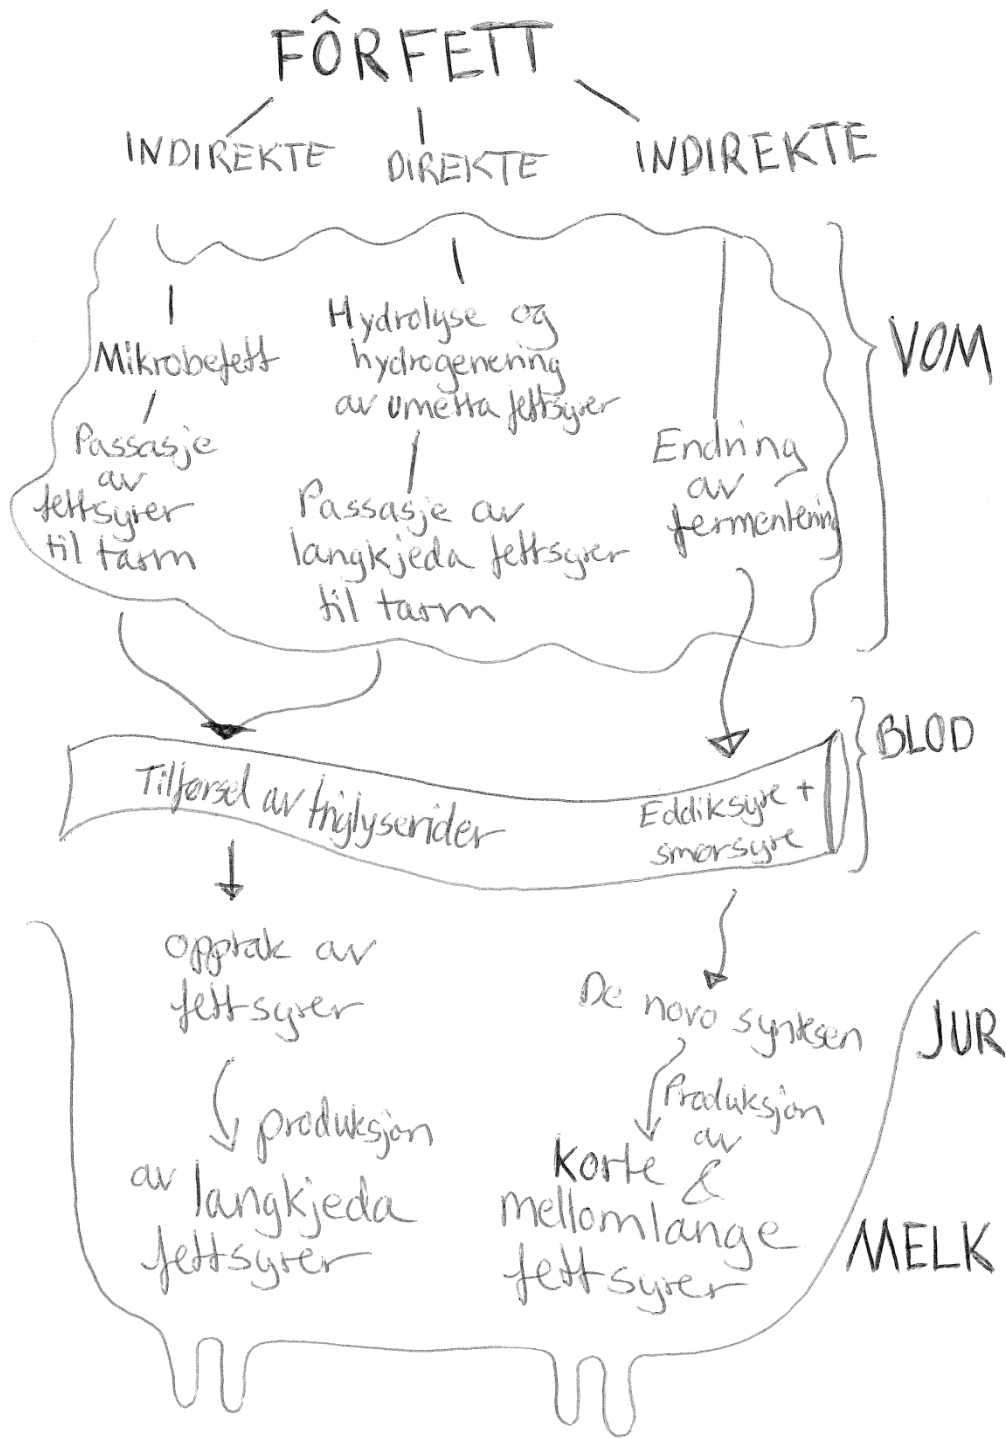 FÔRFETT
INDIREKTE
DIREKTE
INDIREKTE
Mikrobefett
Passasje
av
fettsyrer
til tarm
Hydrolyse og
hydrogenering
av umetta fettsyrer
Passasje av
langkjeda fettsyrer
til tarm
Endring
av
fermentering
VOM
Tilførsel av triglyserider
Eddiksyre +
smørsyre
BLOD
opptak av
fettsyrer
produksjon
av langkjeda
fettsyrer
De novo syntesen
Produksjon
av
korte &
mellomlange
fettsyrer
JUR
MELK